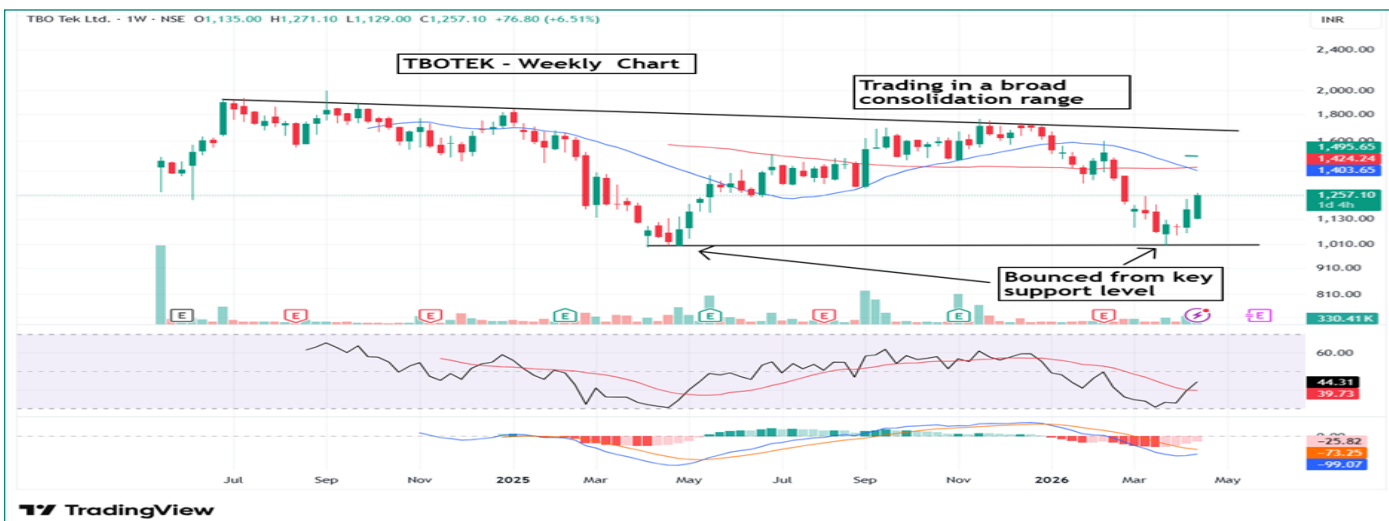 TBO Tek Ltd. · 1W · NSE O1,135.00 H1,271.10 L1,129.00 C1,257.10 +76.80 (+6.51%)
INR
TBOTEK - Weekly Chart
Trading in a broad
consolidation range
2,400.00
2,000.00
1,800.00
1,600.00
1,495.65
1,424.24
1,403.65
1,257.10
1d 4h
1,130.00
1,010.00
910.00
810.00
Bounced from key
support level
E E E E E E E E E
330.41K
60.00
44.31
39.73
0.00
-25.82
-73.25
-99.07
Jul Sep Nov 2025 Mar May Jul Sep Nov 2026 Mar May
TradingView